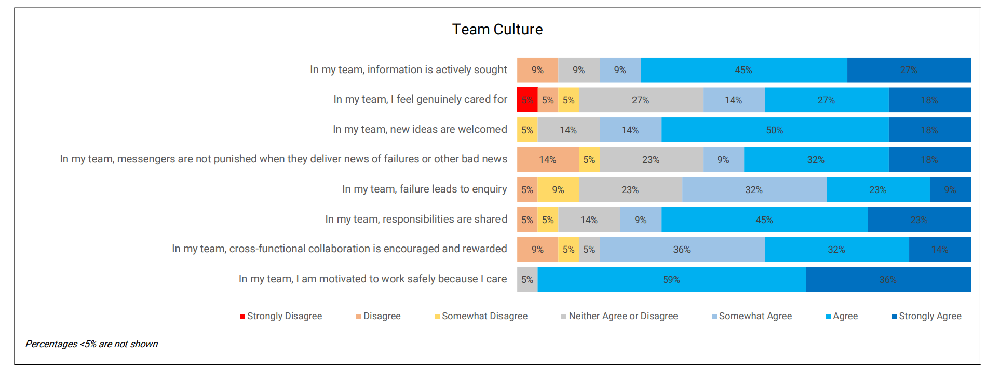 Team Culture
In my team, information is actively sought 9% 9% 9% 45% 27%
In my team, I feel genuinely cared for 5% 5% 5% 27% 14% 27% 18%
In my team, new ideas are welcomed 5% 14% 14% 50% 18%
In my team, messengers are not punished when they deliver news of failures or other bad news 14% 5% 23% 9% 32% 18%
In my team, failure leads to enquiry 5% 9% 23% 32% 23% 9%
In my team, responsibilities are shared 5% 5% 14% 9% 45% 23%
In my team, cross-functional collaboration is encouraged and rewarded 9% 5% 5% 36% 32% 14%
In my team, I am motivated to work safely because I care 5% 59% 36%
Strongly Disagree Disagree Somewhat Disagree Neither Agree or Disagree Somewhat Agree Agree Strongly Agree
Percentages <5% are not shown